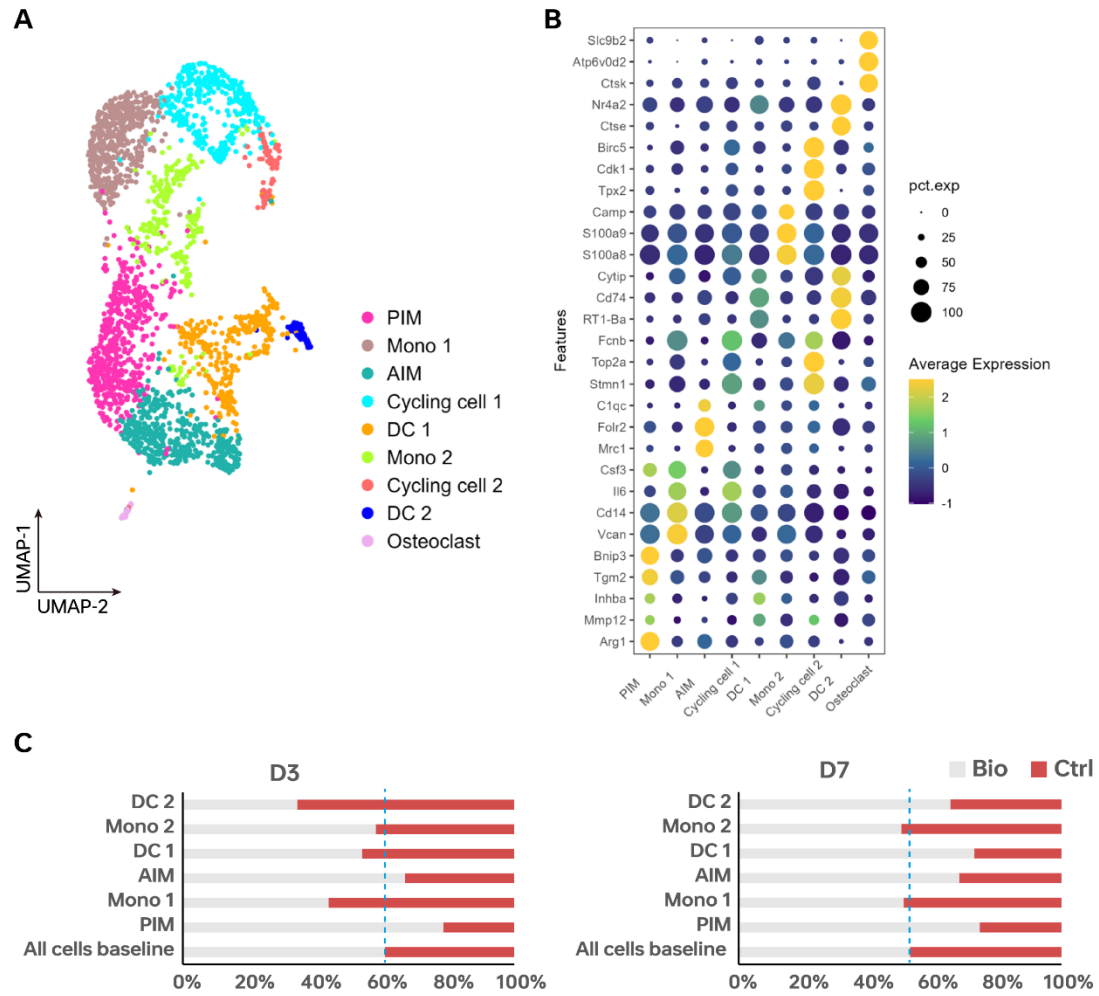 A
PIM
Mono 1
AIM
Cycling cell 1
DC 1
Mono 2
Cycling cell 2
DC 2
Osteoclast
UMAP-1
UMAP-2
B
Features
Slc9b2
Atp6v0d2
Ctsk
Nr4a2
Ctse
Birc5
Cdk1
Tpx2
Camp
S100a9
S100a8
Cytip
Cd74
RT1-Ba
Fcnb
Top2a
Stmn1
C1qc
Folr2
Mrc1
Csf3
Il6
Cd14
Vcan
Bnip3
Tgm2
Inhba
Mmp12
Arg1
PIM
Mono 1
AIM
Cycling cell 1
DC 1
Mono 2
Cycling cell 2
DC 2
Osteoclast
pct.exp
0
25
50
75
100
Average Expression
2
1
0
-1
C
D3
DC 2
Mono 2
DC 1
AIM
Mono 1
PIM
All cells baseline
0% 20% 40% 60% 80% 100%
D7
Bio Ctrl
DC 2
Mono 2
DC 1
AIM
Mono 1
PIM
All cells baseline
0% 20% 40% 60% 80% 100%